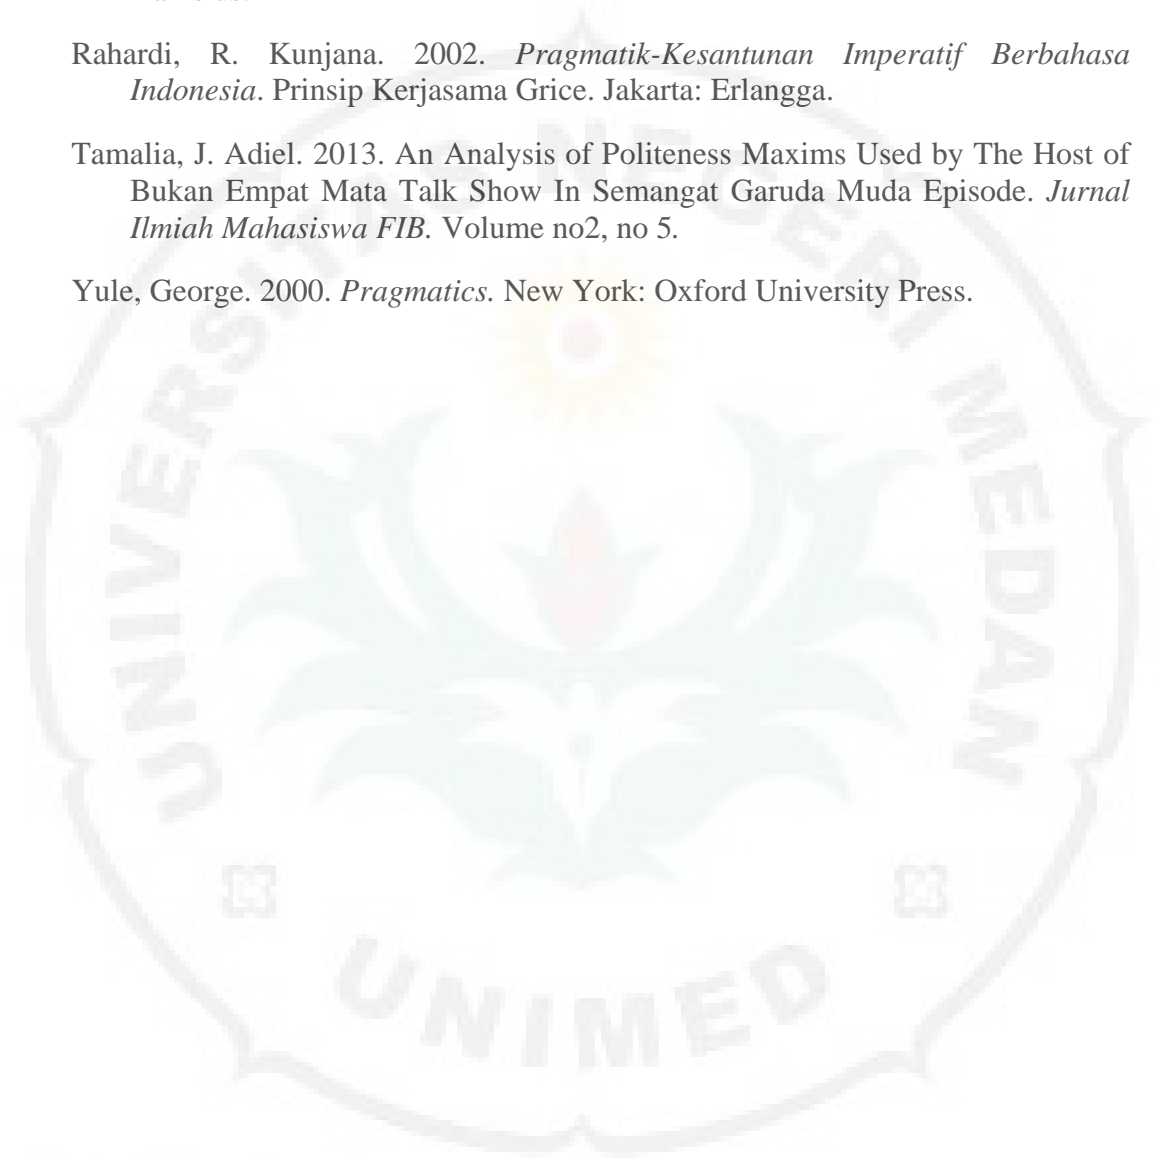 Rahardi, R. Kunjana. 2002. Pragmatik-Kesantunan Imperatif Berbahasa
Indonesia. Prinsip Kerjasama Grice. Jakarta: Erlangga.
Tamalia, J. Adiel. 2013. An Analysis of Politeness Maxims Used by The Host of
Bukan Empat Mata Talk Show In Semangat Garuda Muda Episode. Jurnal
Ilmiah Mahasiswa FIB. Volume no2, no 5.
Yule, George. 2000. Pragmatics. New York: Oxford University Press.
UNIVERSITAS NEGERI MEDAN
UNIMED